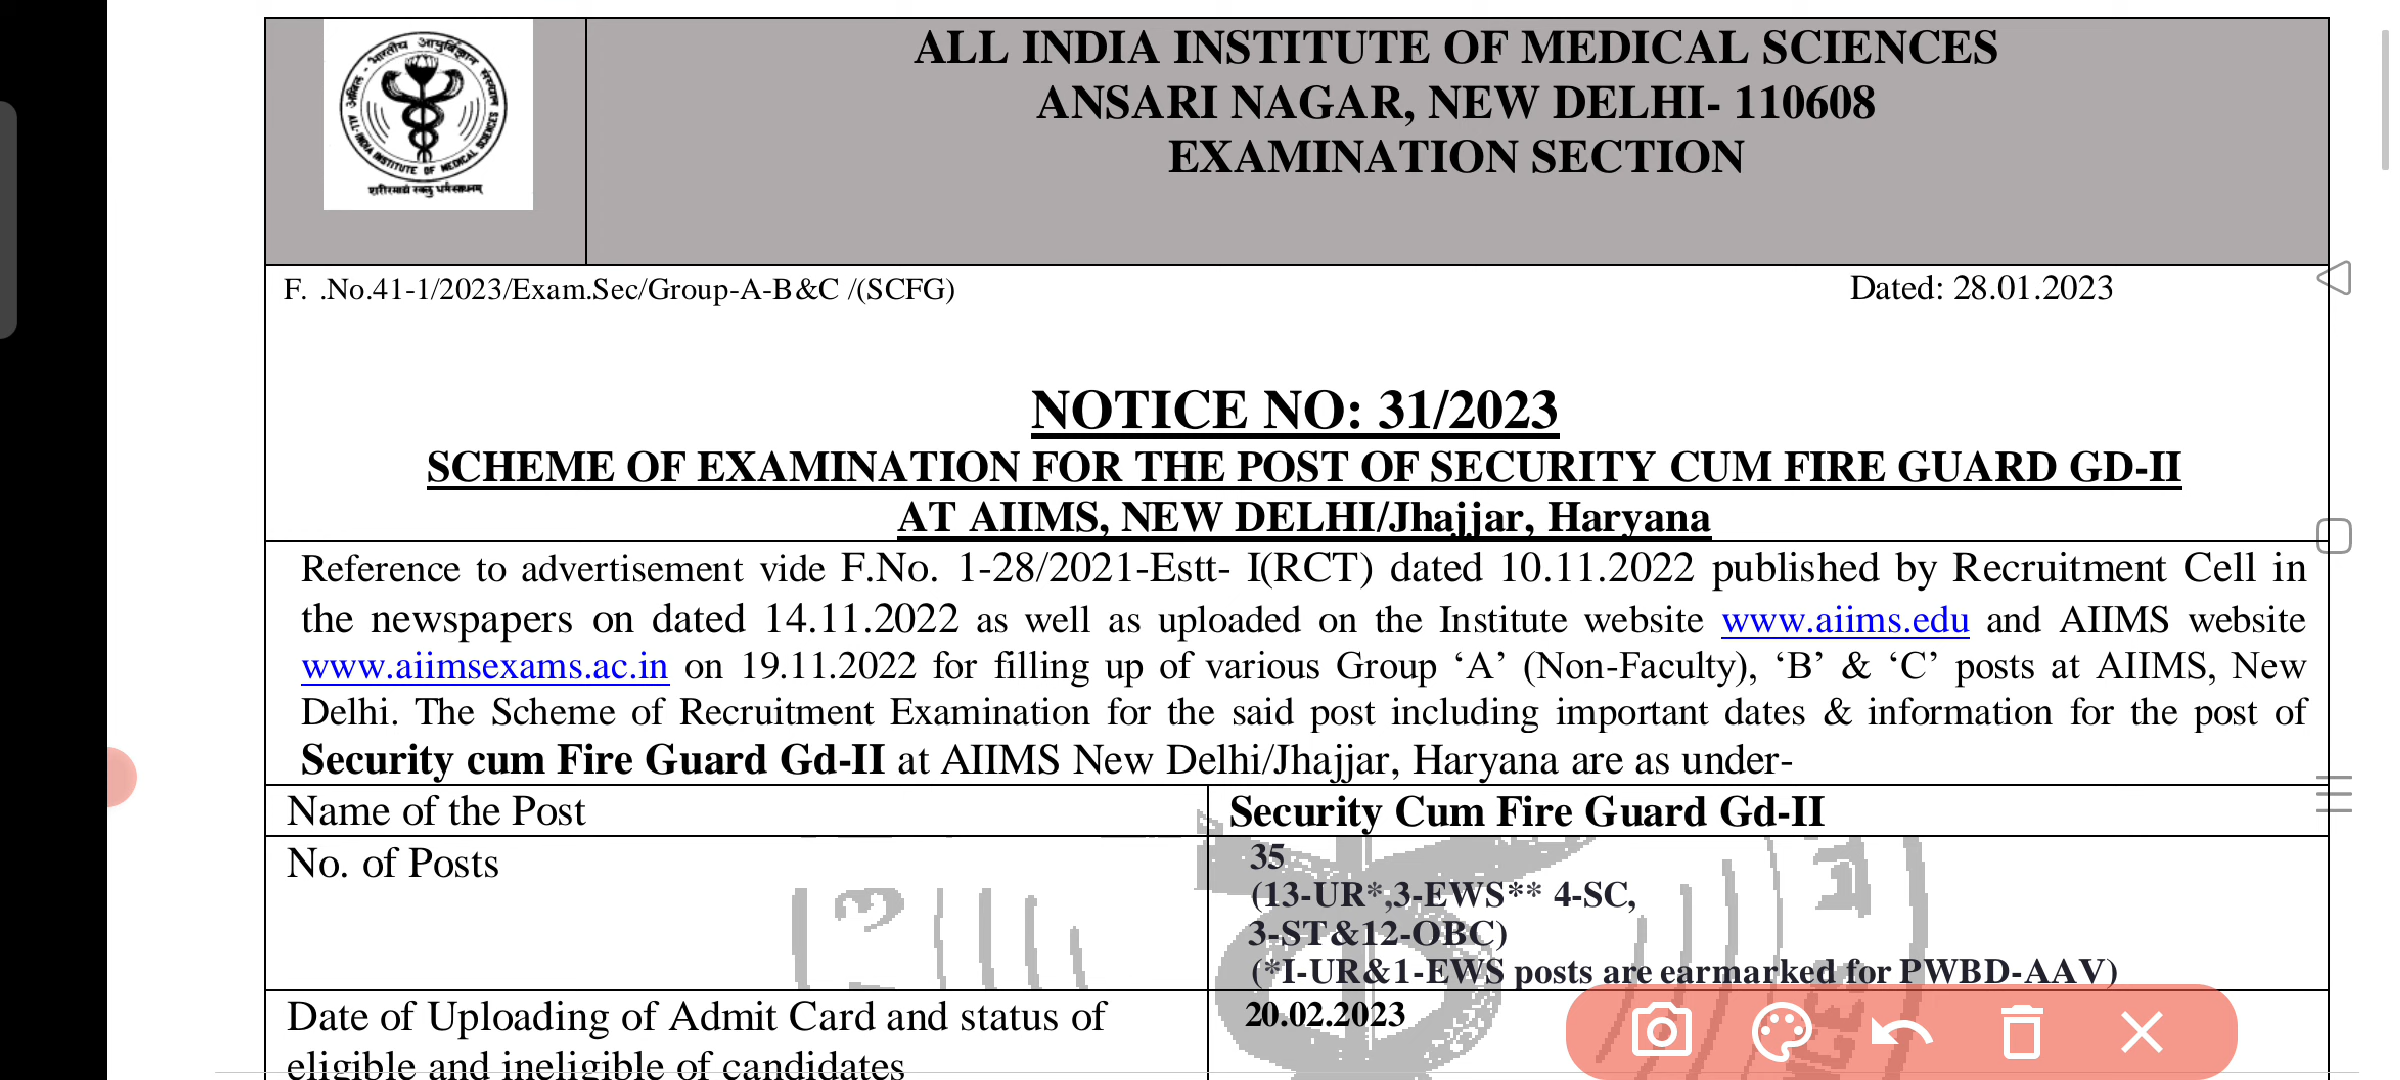 अखिल - भारतीय आयुर्विज्ञान संस्थान
ALL-INDIA INSTITUTE OF MEDICAL SCIENCES
ALL INDIA INSTITUTE OF MEDICAL SCIENCES
ANSARI NAGAR, NEW DELHI- 110608
EXAMINATION SECTION
F. .No.41-1/2023/Exam.Sec/Group-A-B&C /(SCFG)
Dated: 28.01.2023
NOTICE NO: 31/2023
SCHEME OF EXAMINATION FOR THE POST OF SECURITY CUM FIRE GUARD GD-II
AT AIIMS, NEW DELHI/Jhajjar, Haryana
Reference to advertisement vide F.No. 1-28/2021-Estt- I(RCT) dated 10.11.2022 published by Recruitment Cell in
the newspapers on dated 14.11.2022 as well as uploaded on the Institute website www.aiims.edu and AIIMS website
www.aiimsexams.ac.in on 19.11.2022 for filling up of various Group ‘A’ (Non-Faculty), ‘B’ & ‘C’ posts at AIIMS, New
Delhi. The Scheme of Recruitment Examination for the said post including important dates & information for the post of
Security cum Fire Guard Gd-II at AIIMS New Delhi/Jhajjar, Haryana are as under-
Name of the Post
Security Cum Fire Guard Gd-II
No. of Posts
35
(13-UR*,3-EWS** 4-SC,
3-ST&12-OBC)
(*I-UR&1-EWS posts are earmarked for PWBD-AAV)
Date of Uploading of Admit Card and status of
eligible and ineligible of candidates
20.02.2023